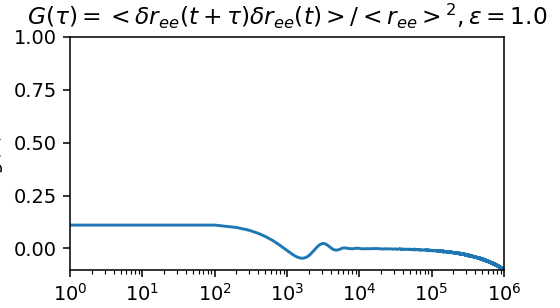 G(τ) = < δr_ee(t + τ)δr_ee(t) > / < r_ee >², ε = 1.0
1.00
0.75
0.50
0.25
0.00
10⁰ 10¹ 10² 10³ 10⁴ 10⁵ 10⁶